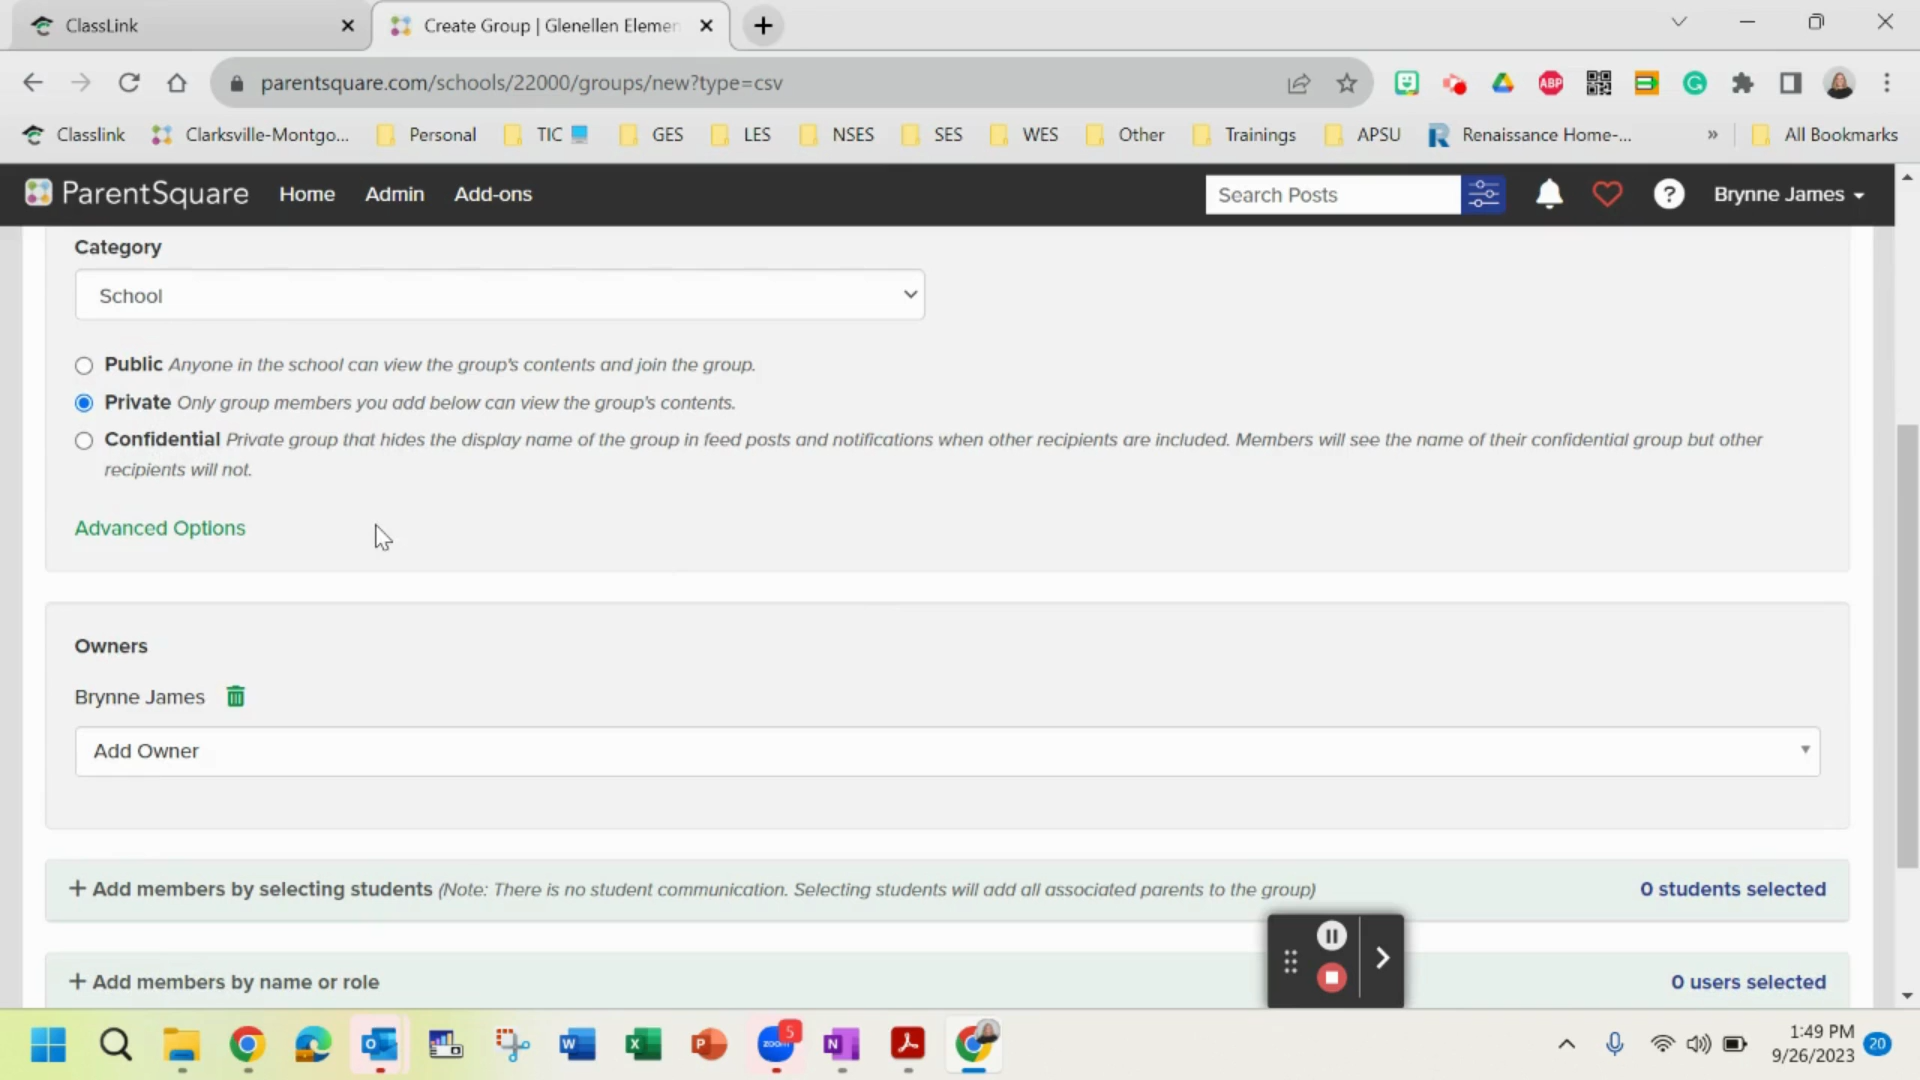 ClassLink
Create Group | Glenellen Elemen
parentsquare.com/schools/22000/groups/new?type=csv
ABP
Classlink Clarksville-Montgo... Personal TIC GES LES NSES SES WES Other Trainings APSU Renaissance Home-... » All Bookmarks
ParentSquare Home Admin Add-ons Search Posts Brynne James
Category
School
Public Anyone in the school can view the group's contents and join the group.
Private Only group members you add below can view the group's contents.
Confidential Private group that hides the display name of the group in feed posts and notifications when other recipients are included. Members will see the name of their confidential group but other
recipients will not.
Advanced Options
Owners
Brynne James
Add Owner
+ Add members by selecting students (Note: There is no student communication. Selecting students will add all associated parents to the group) 0 students selected
+ Add members by name or role 0 users selected
zoom 5
1:49 PM
9/26/2023
20